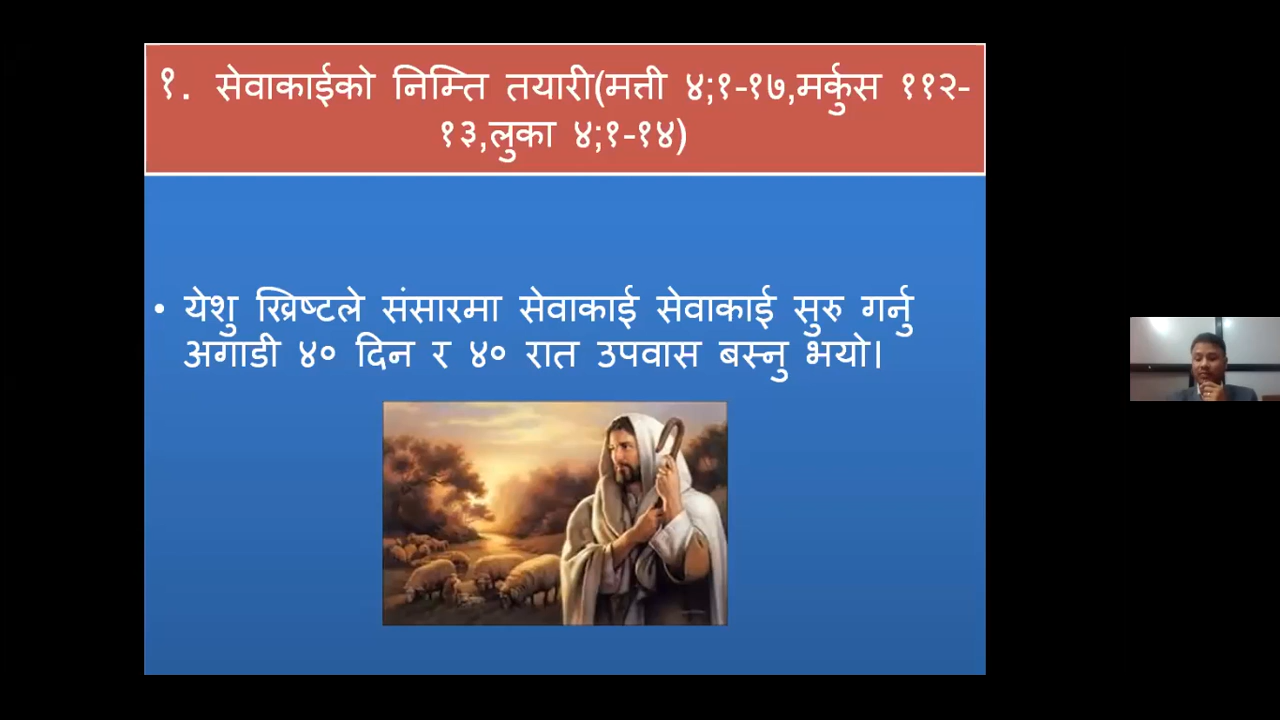 १. सेवाकाईको निम्ति तयारी(मत्ती ४;१-१७,मर्कुस ११२-
१३,लुका ४;१-१४)
• येशु ख्रिष्टले संसारमा सेवाकाई सेवाकाई सुरु गर्नु
अगाडी ४० दिन र ४० रात उपवास बस्नु भयो।